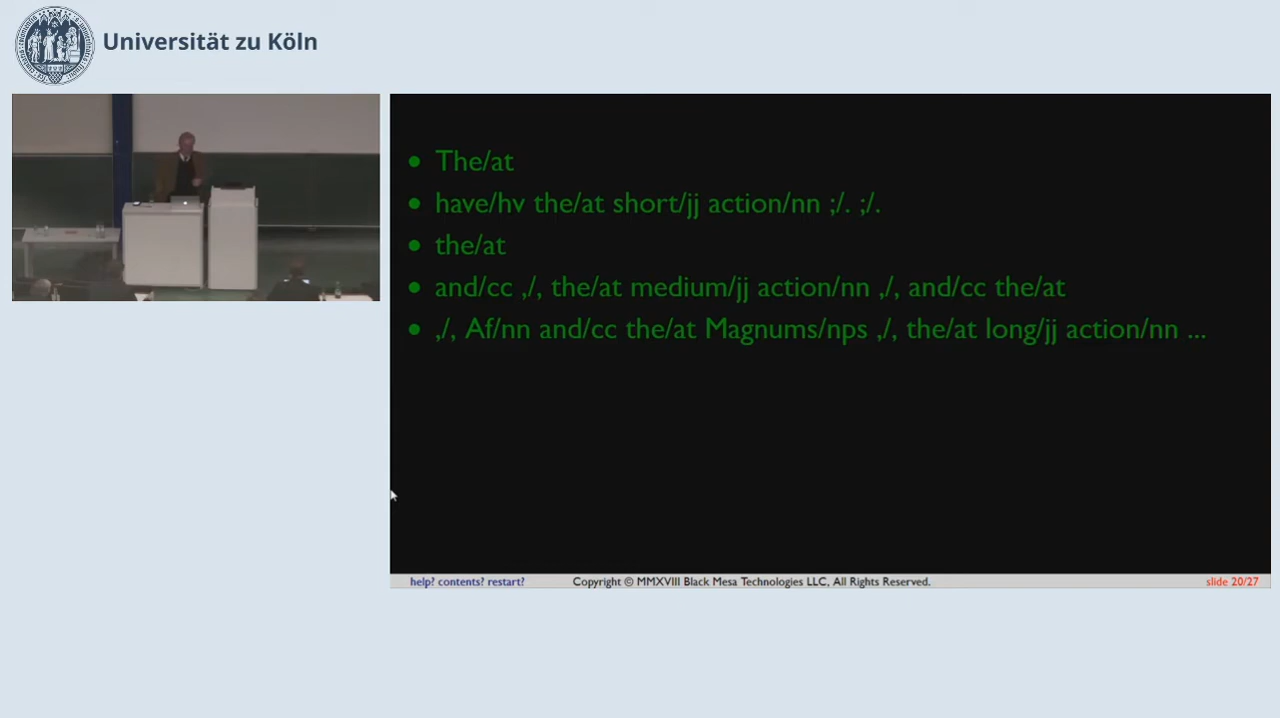 Universität zu Köln
• The/at
• have/hv the/at short/jj action/nn ;/. ;/.
• the/at
• and/cc ,/, the/at medium/jj action/nn ,/, and/cc the/at
• ,/, Af/nn and/cc the/at Magnums/nps ,/, the/at long/jj action/nn ...
help? contents? restart?
Copyright © MMXVIII Black Mesa Technologies LLC, All Rights Reserved.
slide 20/27